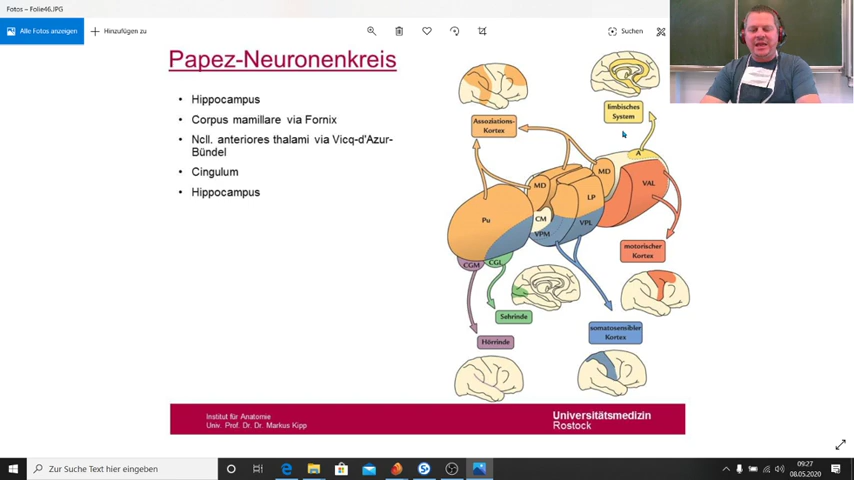 Fotos – Folie46.JPG
Alle Fotos anzeigen
Hinzufügen zu
Suchen
Papez-Neuronenkreis
• Hippocampus
• Corpus mamillare via Fornix
• Ncll. anteriores thalami via Vicq-d'Azur-
Bündel
• Cingulum
• Hippocampus
limbisches
System
Assoziations-
Kortex
A
MD
VAL
MD
LP
Pu
CM
VPL
VPM
CGM
CGL
motorischer
Kortex
Sehrinde
somatosensibler
Kortex
Hörrinde
Institut für Anatomie
Univ. Prof. Dr. Dr. Markus Kipp
Universitätsmedizin
Rostock
Zur Suche Text hier eingeben
09:27
08.05.2020